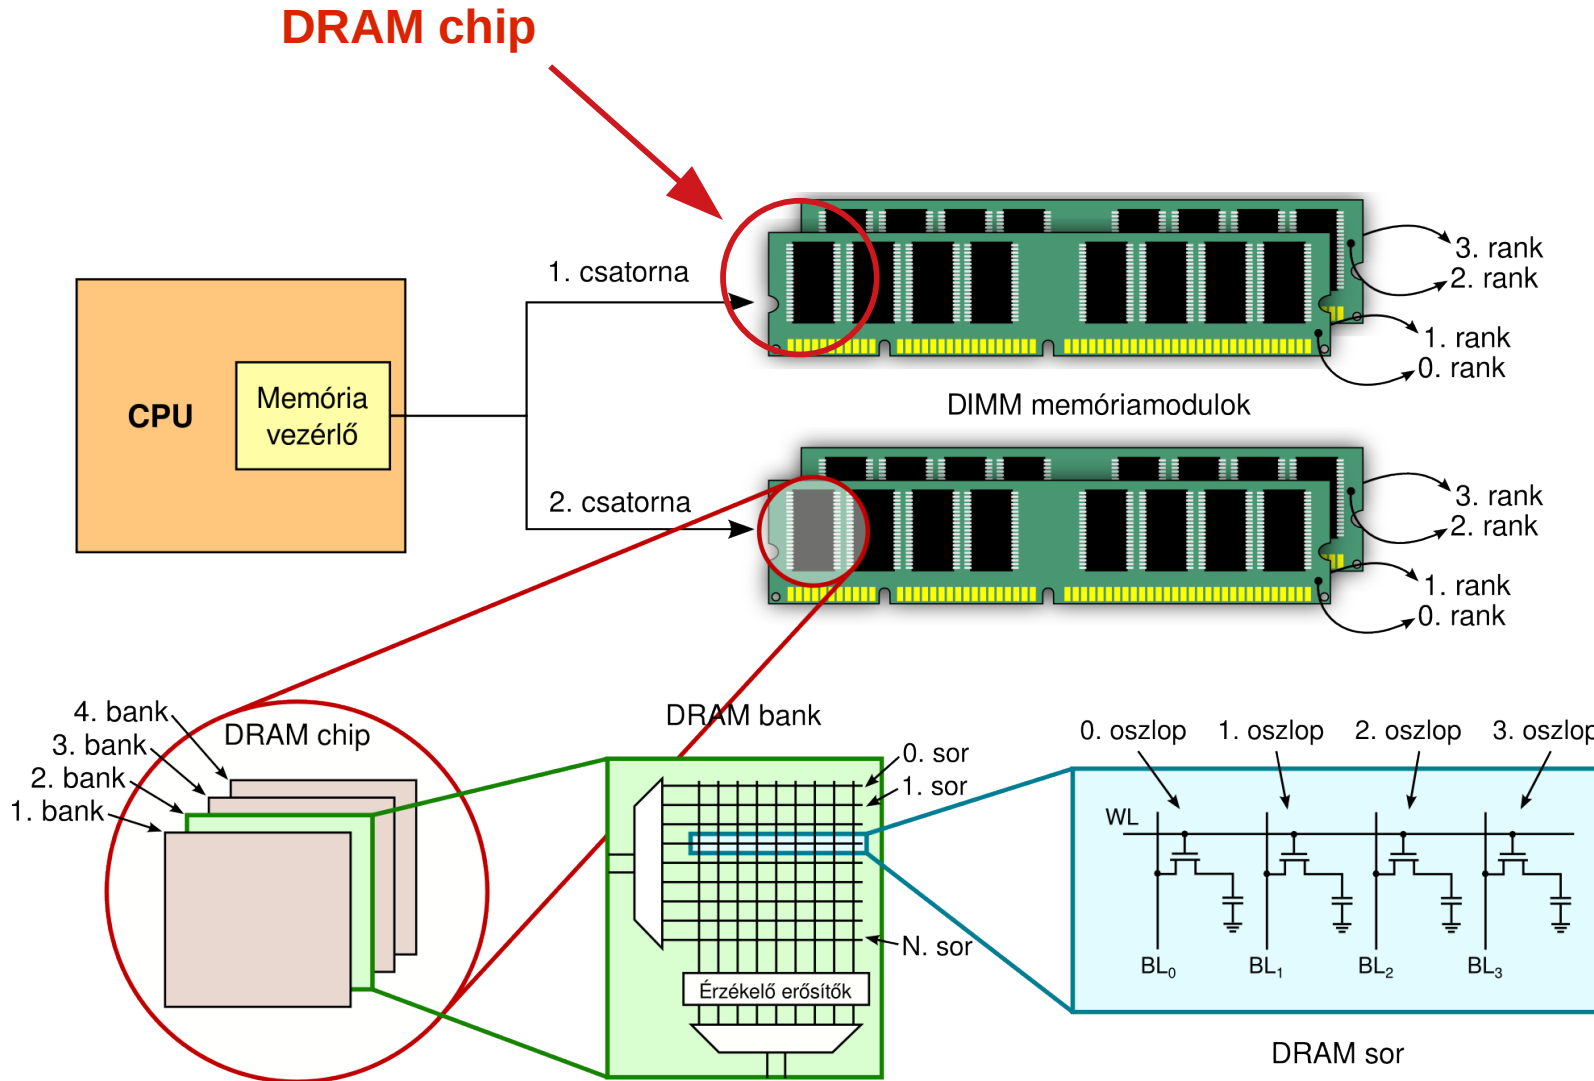 DRAM chip
1. csatorna
3. rank
2. rank
1. rank
0. rank
CPU
Memória
vezérlő
DIMM memóriamodulok
2. csatorna
3. rank
2. rank
1. rank
0. rank
4. bank
3. bank
2. bank
1. bank
DRAM chip
DRAM bank
0. sor
1. sor
N. sor
Érzékelő erősítők
0. oszlop
1. oszlop
2. oszlop
3. oszlop
WL
BL₀
BL₁
BL₂
BL₃
DRAM sor